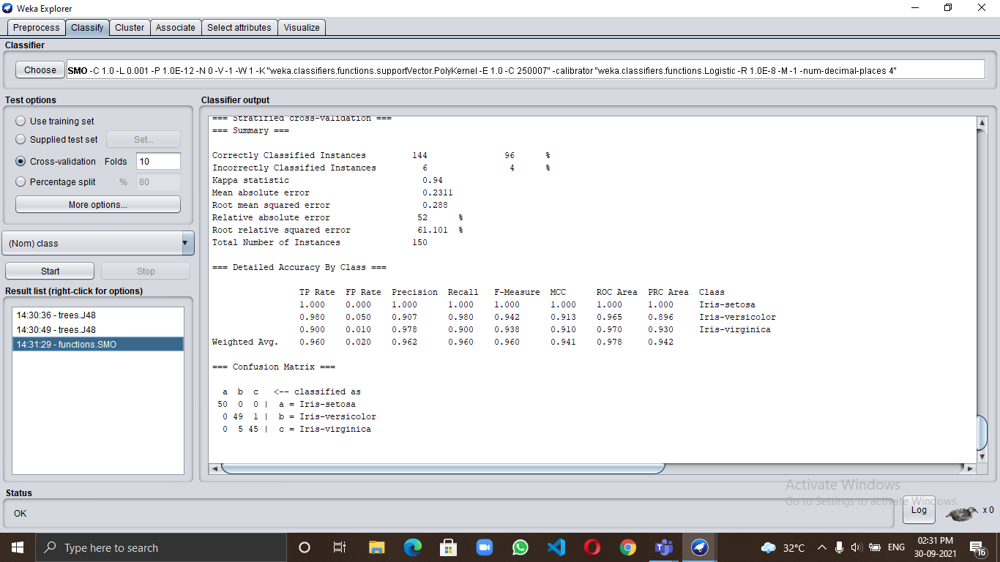 Weka Explorer
Preprocess Classify Cluster Associate Select attributes Visualize
Classifier
Choose SMO -C 1.0 -L 0.001 -P 1.0E-12 -N 0 -V -1 -W 1 -K "weka.classifiers.functions.supportVector.PolyKernel -E 1.0 -C 250007" -calibrator "weka.classifiers.functions.Logistic -R 1.0E-8 -M -1 -num-decimal-places 4"
Test options
Use training set
Supplied test set Set...
Cross-validation Folds 10
Percentage split % 80
More options...
(Nom) class
Start Stop
Result list (right-click for options)
14:30:36 - trees.J48
14:30:49 - trees.J48
14:31:29 - functions.SMO
Classifier output
=== Stratified cross-validation ===
=== Summary ===
Correctly Classified Instances 144 96 %
Incorrectly Classified Instances 6 4 %
Kappa statistic 0.94
Mean absolute error 0.2311
Root mean squared error 0.288
Relative absolute error 52 %
Root relative squared error 61.101 %
Total Number of Instances 150
=== Detailed Accuracy By Class ===
TP Rate FP Rate Precision Recall F-Measure MCC ROC Area PRC Area Class
1.000 0.000 1.000 1.000 1.000 1.000 1.000 1.000 Iris-setosa
0.980 0.050 0.907 0.980 0.942 0.913 0.965 0.896 Iris-versicolor
0.900 0.010 0.978 0.900 0.938 0.910 0.970 0.930 Iris-virginica
Weighted Avg. 0.960 0.020 0.962 0.960 0.960 0.941 0.978 0.942
=== Confusion Matrix ===
a b c <-- classified as
50 0 0 | a = Iris-setosa
0 49 1 | b = Iris-versicolor
0 5 45 | c = Iris-virginica
Activate Windows
Go to Settings to activate Windows.
Status
OK
Log x 0
Type here to search
32°C ENG
02:31 PM
30-09-2021
16